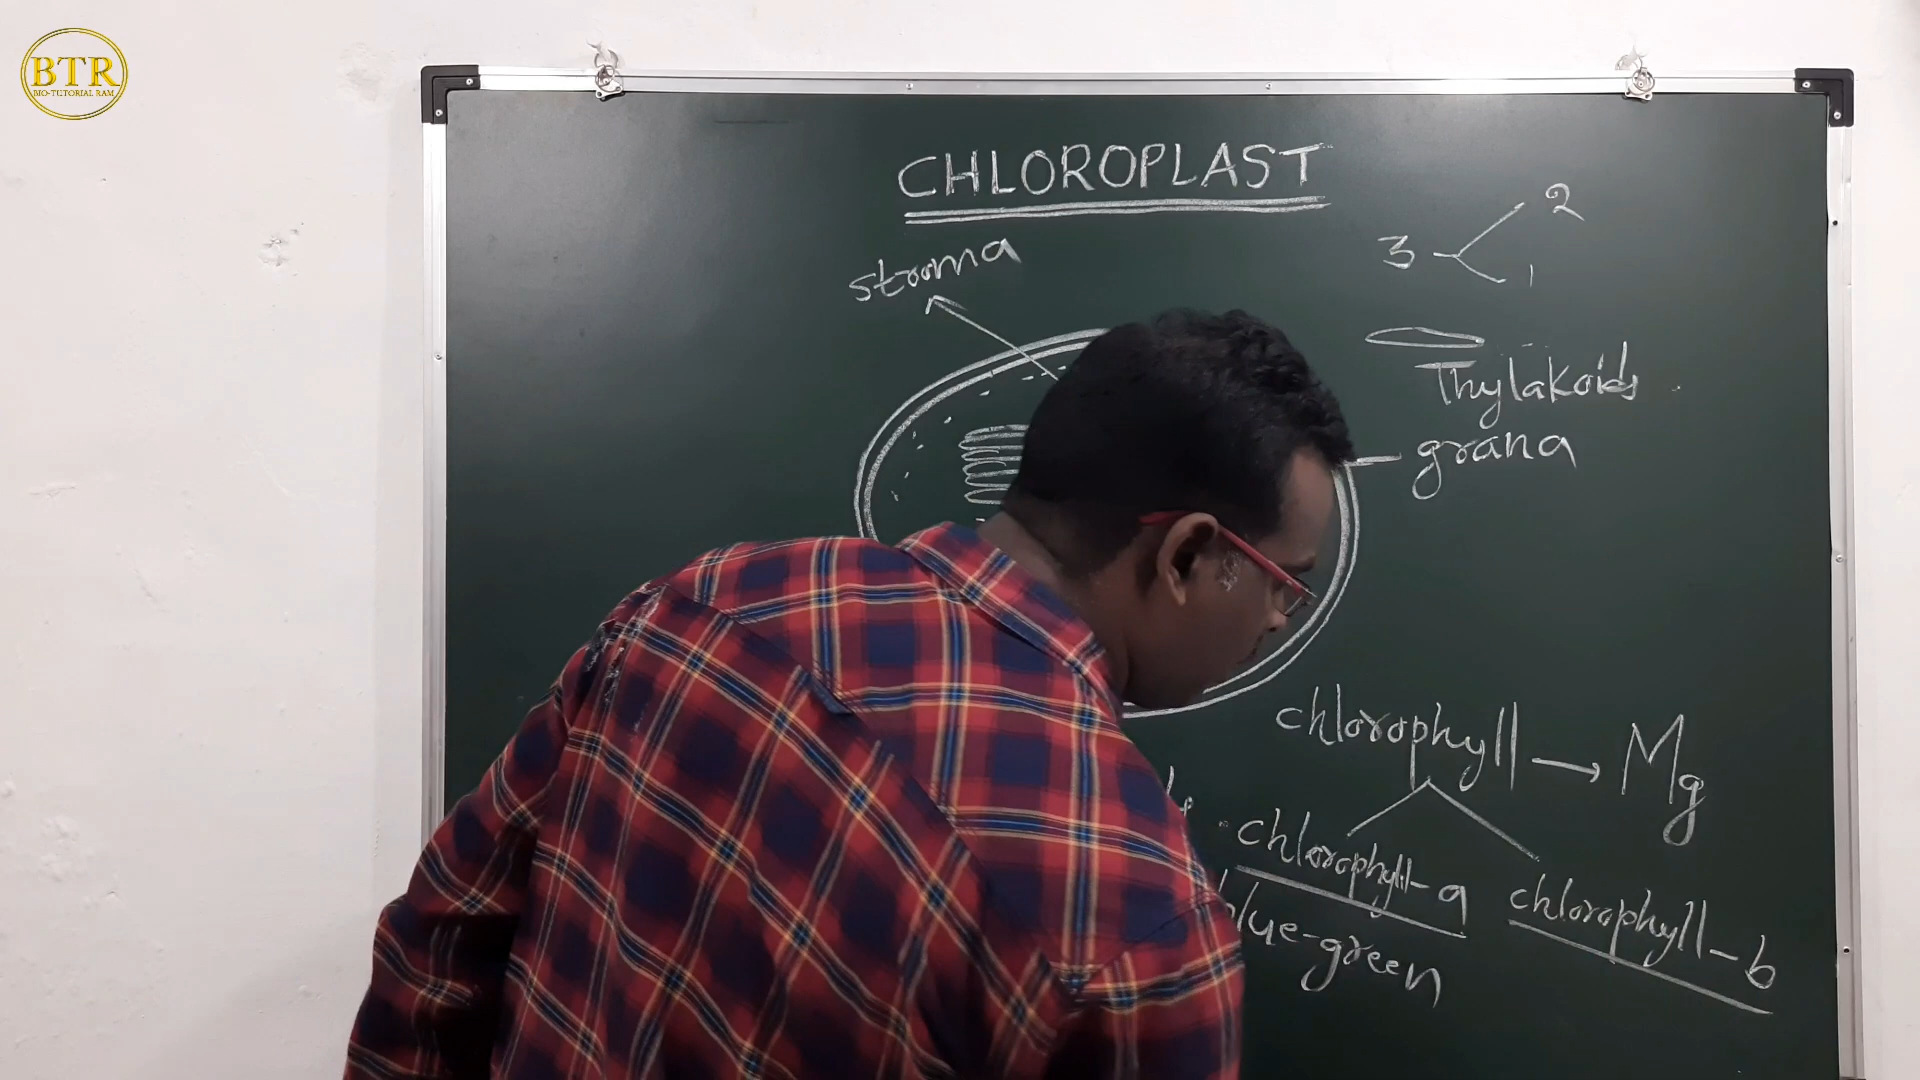 BTR
BIO-TUTORIAL RAM
CHLOROPLAST
stroma
3
2
1
Thylakoids
grana
chlorophyll → Mg
chlorophyll-a
chlorophyll-b
blue-green